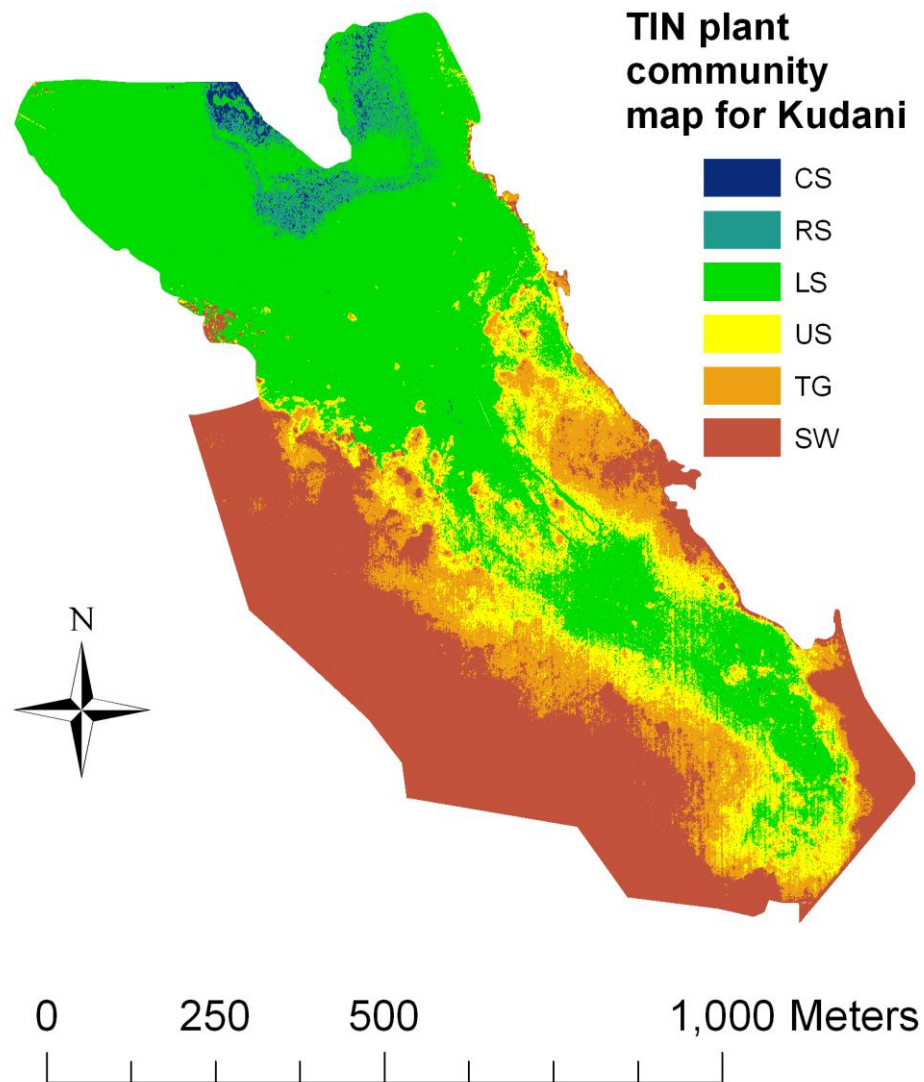 TIN plant
community
map for Kudani
CS
RS
LS
US
TG
SW
N
0 250 500 1,000 Meters